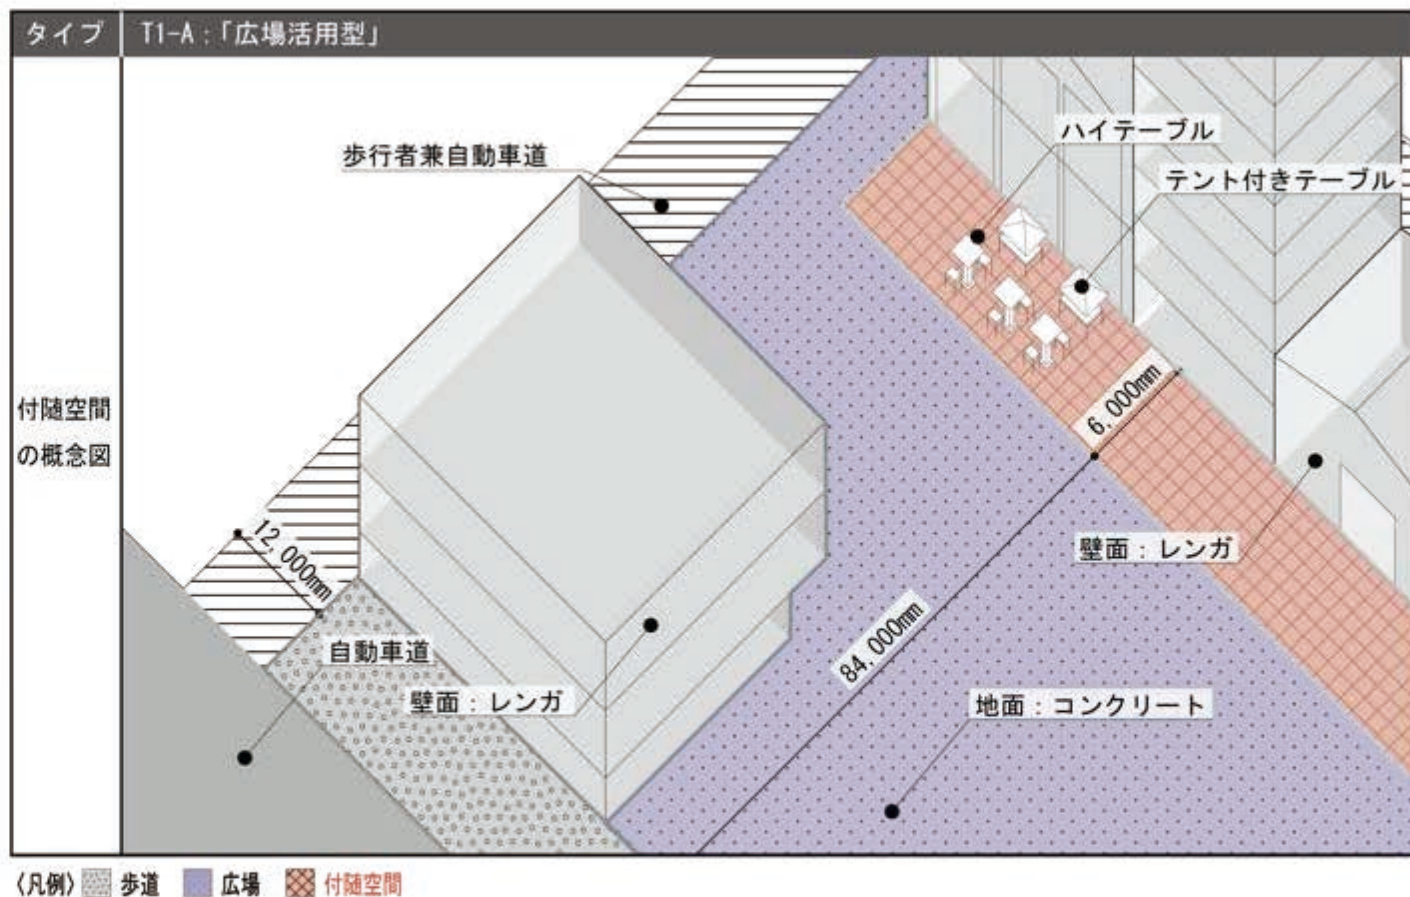 タイプ T1-A:「広場活用型」
歩行者兼自動車道
ハイテーブル
テント付きテーブル
付随空間
の概念図
6,000mm
12,000mm
壁面:レンガ
84,000mm
自動車道
壁面:レンガ
地面:コンクリート
〈凡例〉 歩道 広場 付随空間